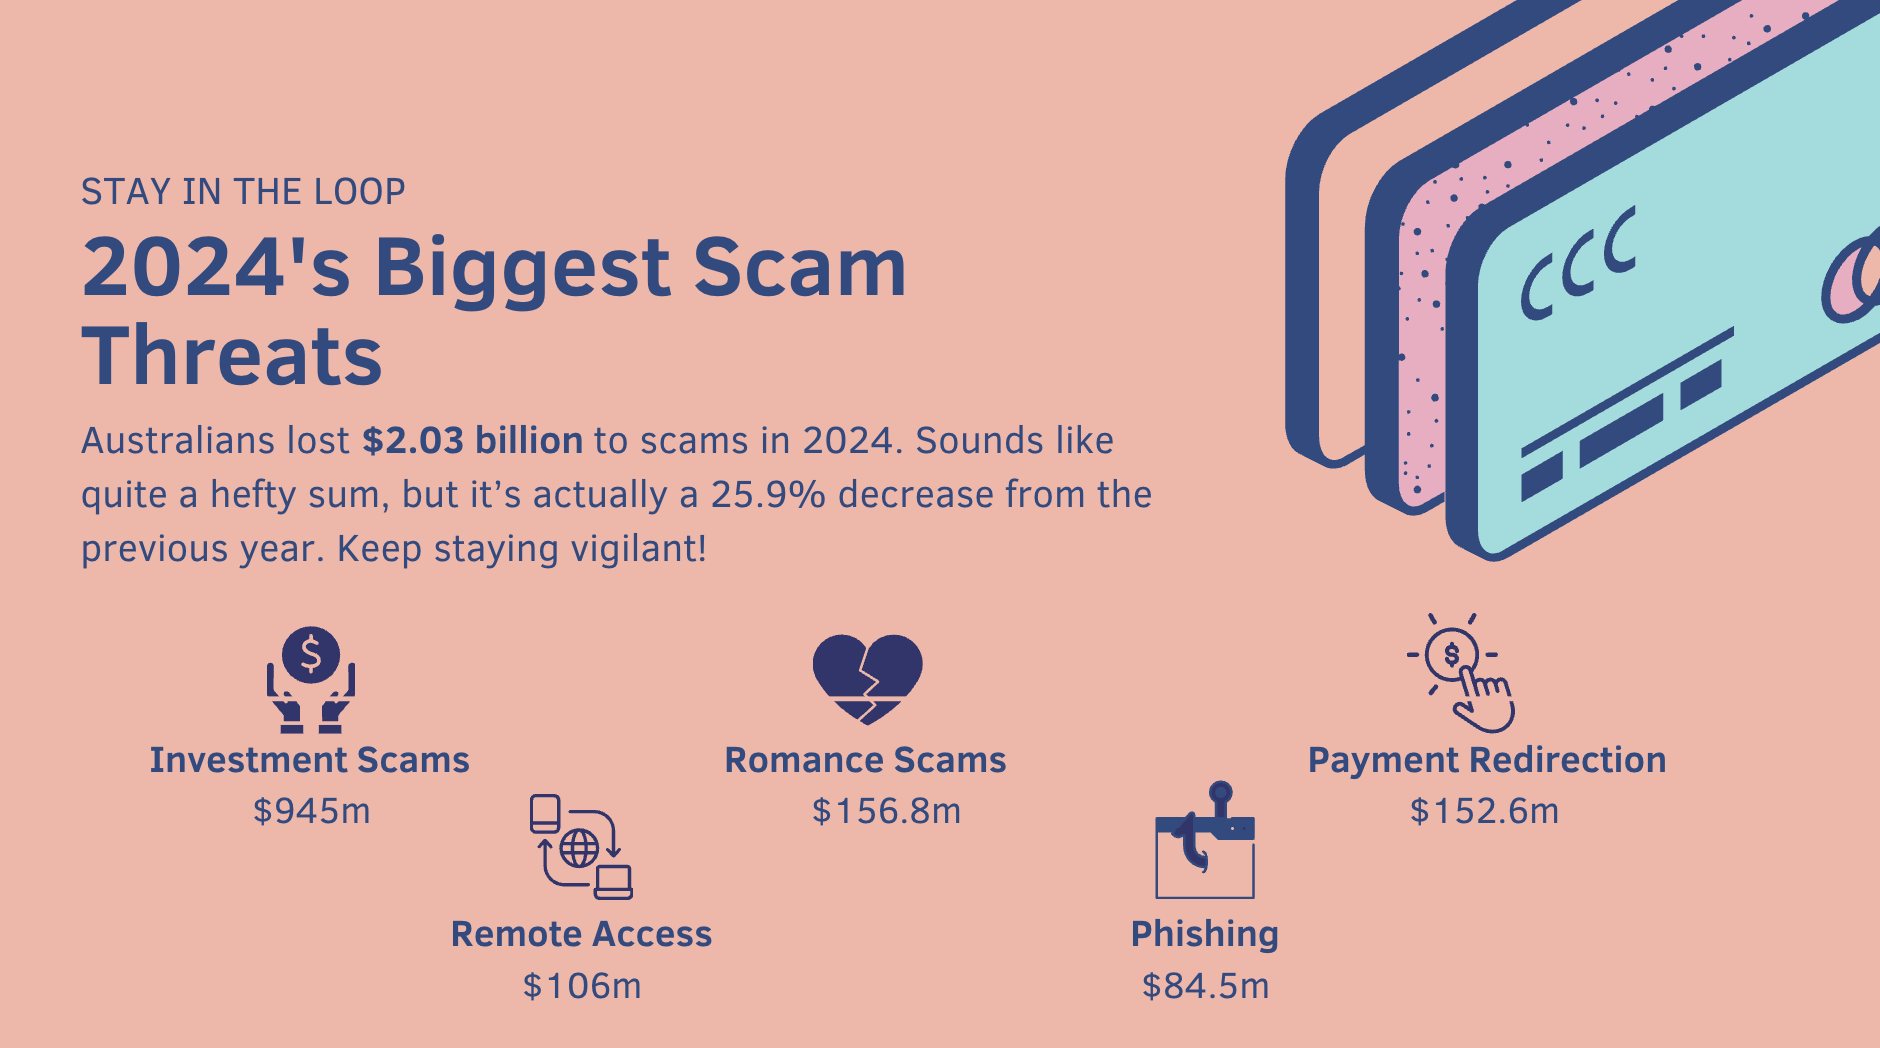 STAY IN THE LOOP
2024's Biggest Scam
Threats
Australians lost $2.03 billion to scams in 2024. Sounds like
quite a hefty sum, but it’s actually a 25.9% decrease from the
previous year. Keep staying vigilant!
Investment Scams
$945m
Romance Scams
$156.8m
Payment Redirection
$152.6m
Remote Access
$106m
Phishing
$84.5m